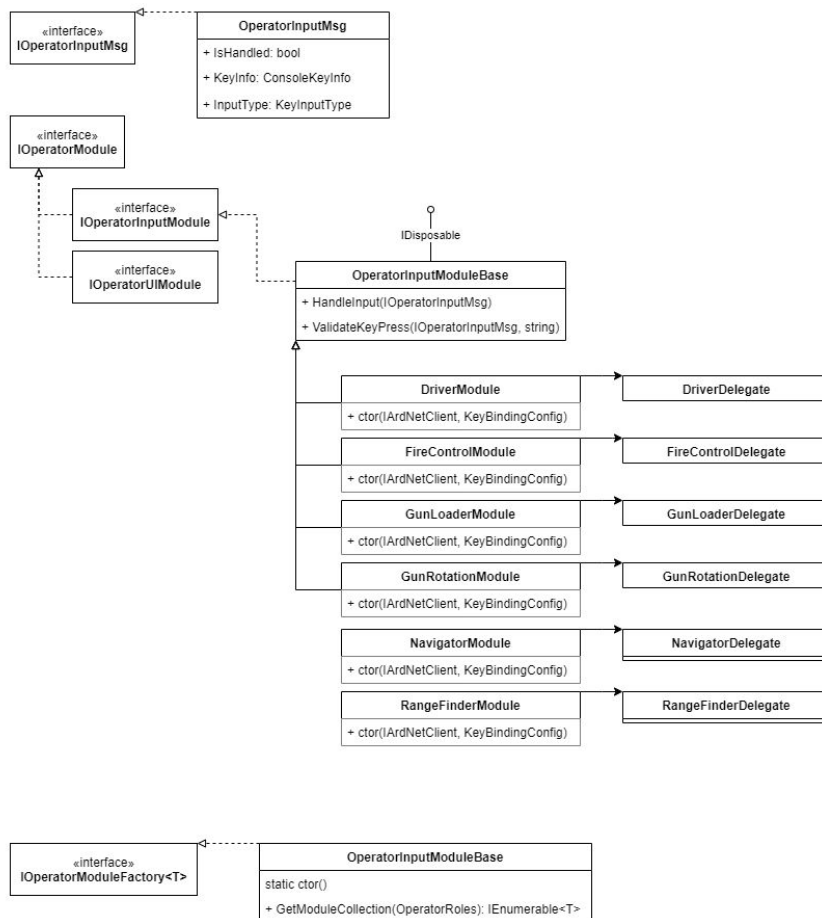 «interface»
IOperatorInputMsg
OperatorInputMsg
+ IsHandled: bool
+ KeyInfo: ConsoleKeyInfo
+ InputType: KeyInputType
«interface»
IOperatorModule
«interface»
IOperatorInputModule
«interface»
IOperatorUIModule
IDisposable
OperatorInputModuleBase
+ HandleInput(IOperatorInputMsg)
+ ValidateKeyPress(IOperatorInputMsg, string)
DriverModule
+ ctor(IArdNetClient, KeyBindingConfig)
DriverDelegate
FireControlModule
+ ctor(IArdNetClient, KeyBindingConfig)
FireControlDelegate
GunLoaderModule
+ ctor(IArdNetClient, KeyBindingConfig)
GunLoaderDelegate
GunRotationModule
+ ctor(IArdNetClient, KeyBindingConfig)
GunRotationDelegate
NavigatorModule
+ ctor(IArdNetClient, KeyBindingConfig)
NavigatorDelegate
RangeFinderModule
+ ctor(IArdNetClient, KeyBindingConfig)
RangeFinderDelegate
«interface»
IOperatorModuleFactory<T>
OperatorInputModuleBase
static ctor()
+ GetModuleCollection(OperatorRoles): IEnumerable<T>